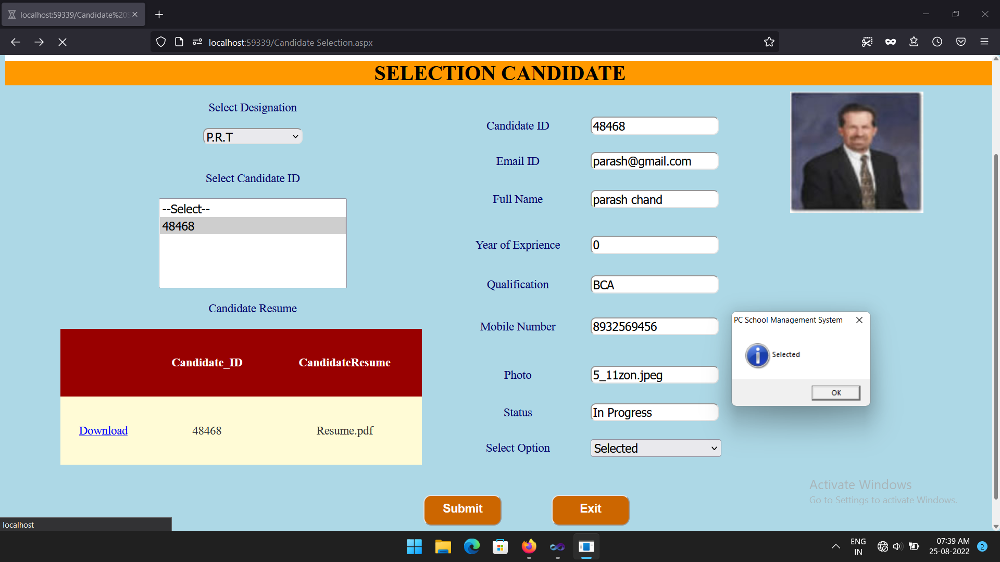 localhost:59339/Candidate%20S
localhost:59339/Candidate Selection.aspx
SELECTION CANDIDATE
Select Designation
P.R.T
Select Candidate ID
--Select--
48468
Candidate Resume
Candidate_ID CandidateResume
Download 48468 Resume.pdf
Candidate ID 48468
Email ID parash@gmail.com
Full Name parash chand
Year of Exprience 0
Qualification BCA
Mobile Number 8932569456
Photo 5_11zon.jpeg
Status In Progress
Select Option Selected
PC School Management System
Selected
OK
Submit Exit
Activate Windows
Go to Settings to activate Windows.
localhost
ENG
IN
07:39 AM
25-08-2022
2